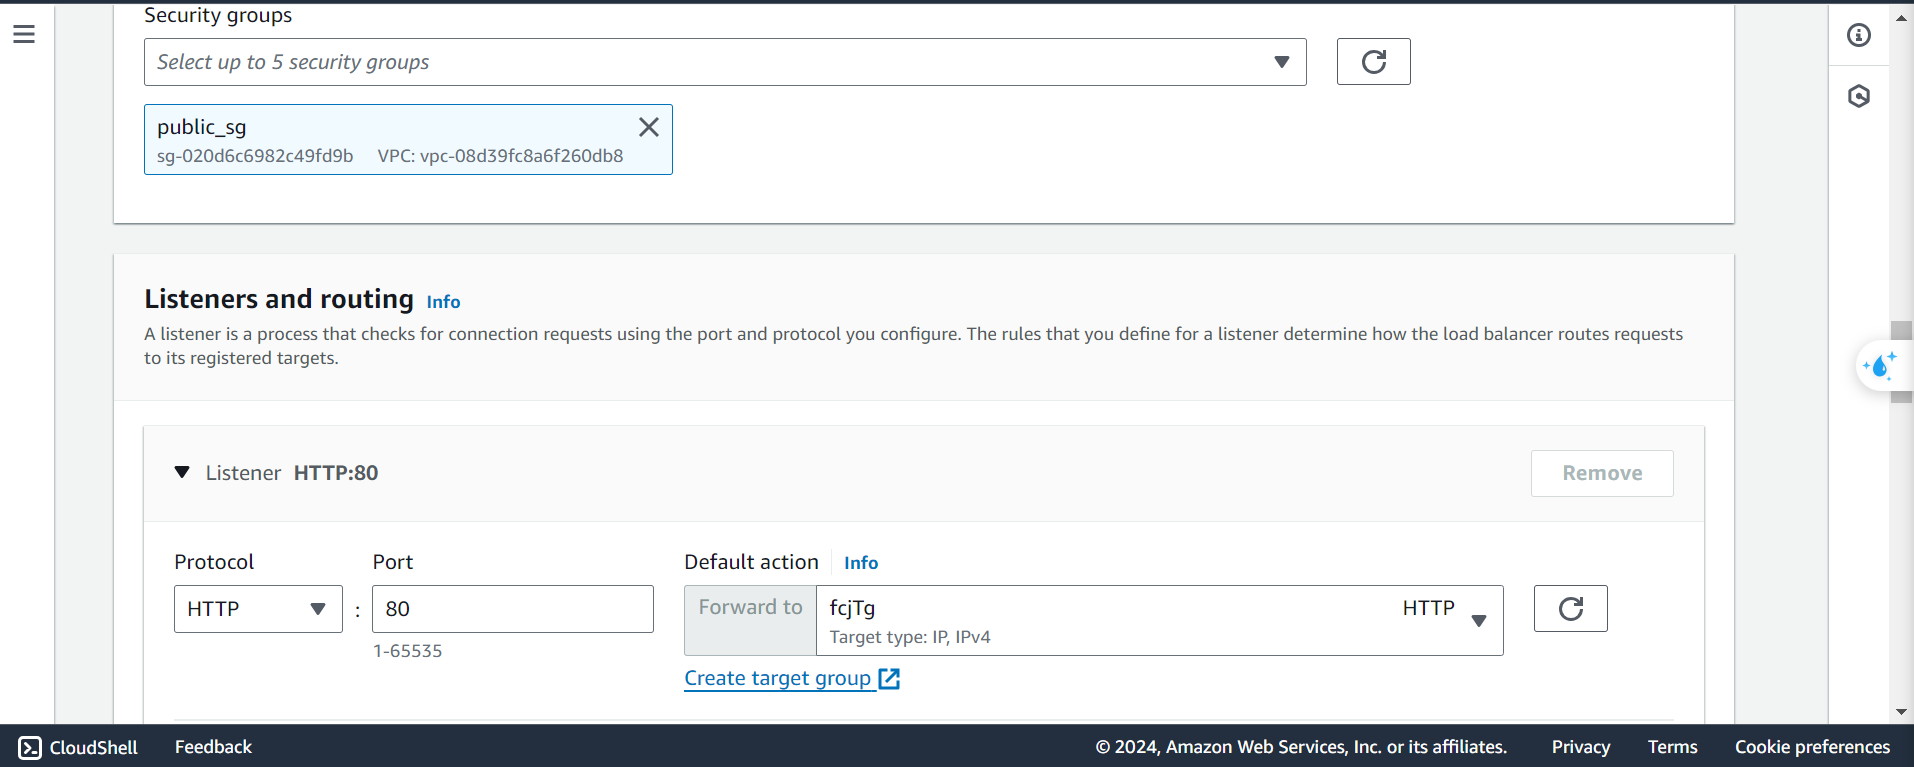 Security groups
Select up to 5 security groups
public_sg
sg-020d6c6982c49fd9b VPC: vpc-08d39fc8a6f260db8
Listeners and routing Info
A listener is a process that checks for connection requests using the port and protocol you configure. The rules that you define for a listener determine how the load balancer routes requests
to its registered targets.
Listener HTTP:80
Remove
Protocol Port Default action Info
HTTP : 80 Forward to fcjTg HTTP
Target type: IP, IPv4
1-65535
Create target group
CloudShell Feedback © 2024, Amazon Web Services, Inc. or its affiliates. Privacy Terms Cookie preferences